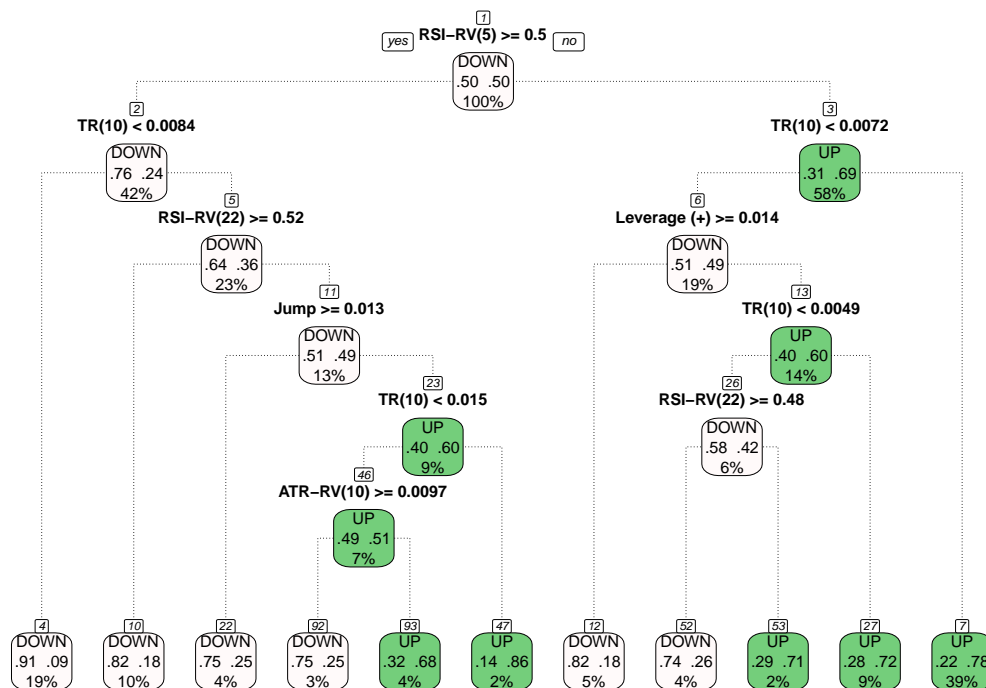 1
yes RSI−RV(5) >= 0.5 no
DOWN
.50 .50
100%
2
TR(10) < 0.0084
DOWN
.76 .24
42%
3
TR(10) < 0.0072
UP
.31 .69
58%
5
RSI−RV(22) >= 0.52
DOWN
.64 .36
23%
6
Leverage (+) >= 0.014
DOWN
.51 .49
19%
11
Jump >= 0.013
DOWN
.51 .49
13%
13
TR(10) < 0.0049
UP
.40 .60
14%
23
TR(10) < 0.015
UP
.40 .60
9%
26
RSI−RV(22) >= 0.48
DOWN
.58 .42
6%
46
ATR−RV(10) >= 0.0097
UP
.49 .51
7%
4
DOWN
.91 .09
19%
10
DOWN
.82 .18
10%
22
DOWN
.75 .25
4%
92
DOWN
.75 .25
3%
93
UP
.32 .68
4%
47
UP
.14 .86
2%
12
DOWN
.82 .18
5%
52
DOWN
.74 .26
4%
53
UP
.29 .71
2%
27
UP
.28 .72
9%
7
UP
.22 .78
39%